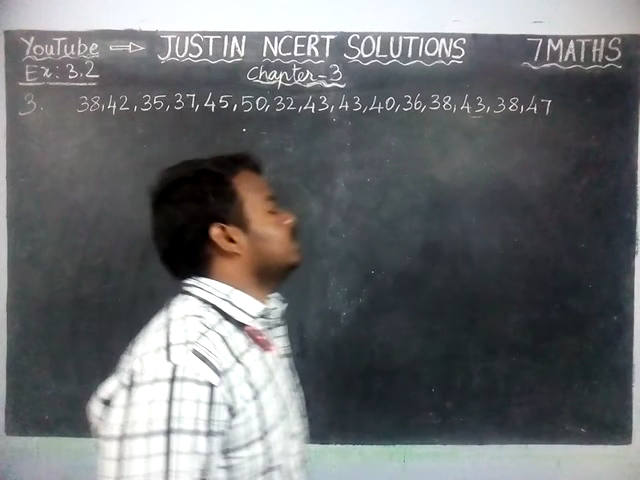 YouTube ⇒ JUSTIN NCERT SOLUTIONS 7MATHS
Ex: 3.2 Chapter-3
3. 38,42,35,37,45,50,32,43,43,40,36,38,43,38,47